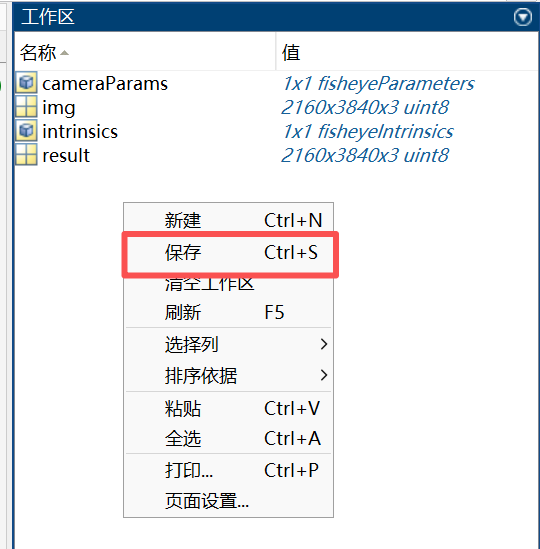 工作区
名称 值
cameraParams 1x1 fisheyeParameters
img 2160x3840x3 uint8
intrinsics 1x1 fisheyeIntrinsics
result 2160x3840x3 uint8
新建 Ctrl+N
保存 Ctrl+S
清空工作区
刷新 F5
选择列
排序依据
粘贴 Ctrl+V
全选 Ctrl+A
打印... Ctrl+P
页面设置...